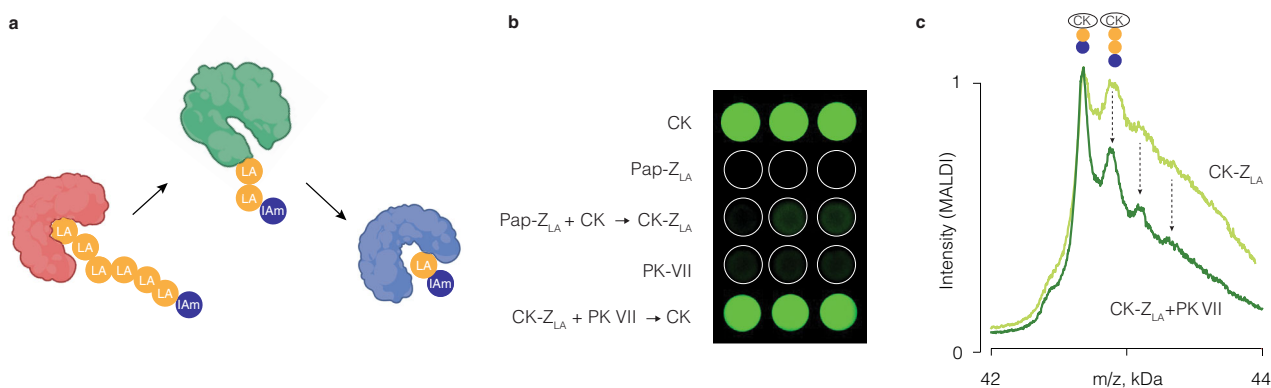 a
LA
LA
LA
LA
LA
LA
IAm
LA
LA
IAm
LA
IAm
b
CK
Pap-Z_LA
Pap-Z_LA + CK → CK-Z_LA
PK-VII
CK-Z_LA + PK VII → CK
c
CK CK
Intensity (MALDI)
1
0
CK-Z_LA
CK-Z_LA+PK VII
42 m/z, kDa 44